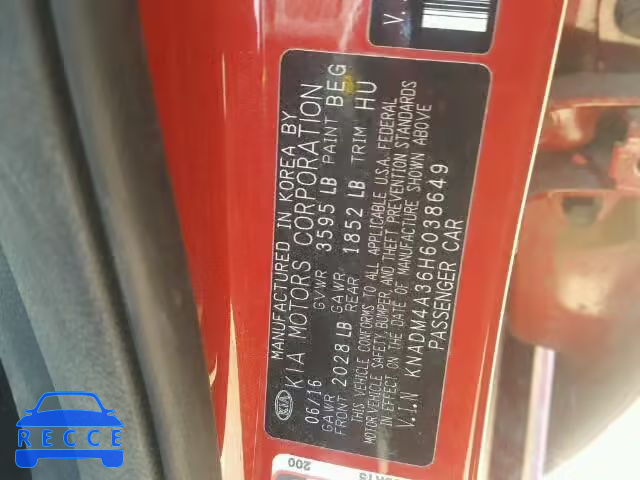 MANUFACTURED IN KOREA BY
KIA KIA MOTORS CORPORATION
06/16 GVWR 3595 LB PAINT BEG
GAWR FRONT 2028 LB GAWR REAR 1852 LB TRIM HU
THIS VEHICLE CONFORMS TO ALL APPLICABLE U.S.A. FEDERAL
MOTOR VEHICLE SAFETY, BUMPER, AND THEFT PREVENTION STANDARDS
IN EFFECT ON THE DATE OF MANUFACTURE SHOWN ABOVE
V.I.N KNADM4A36H6038649
PASSENGER CAR
V.
200
RECCE